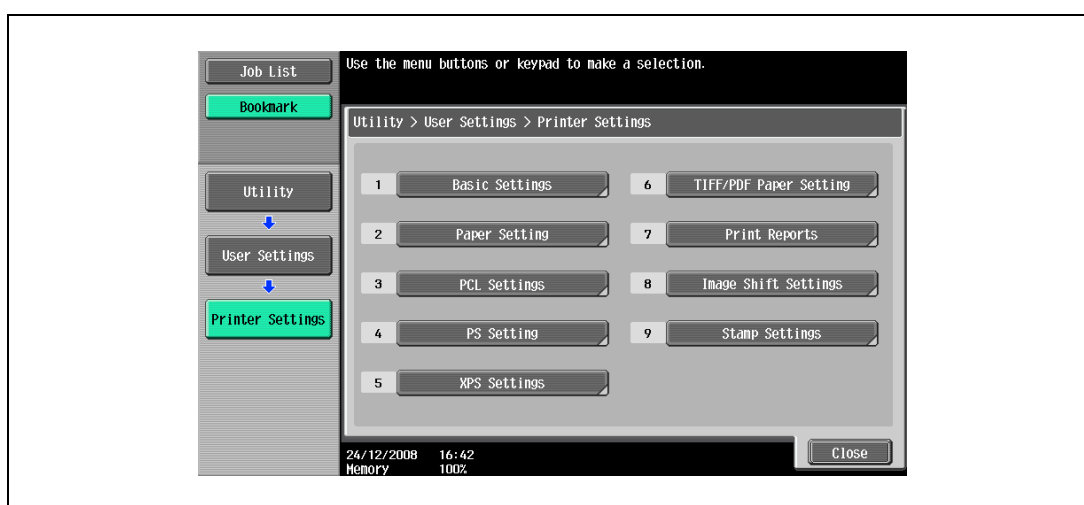 Job List
Bookmark
Utility
User Settings
Printer Settings
Use the menu buttons or keypad to make a selection.
Utility > User Settings > Printer Settings
1 Basic Settings
2 Paper Setting
3 PCL Settings
4 PS Setting
5 XPS Settings
6 TIFF/PDF Paper Setting
7 Print Reports
8 Image Shift Settings
9 Stamp Settings
24/12/2008 16:42
Memory 100%
Close